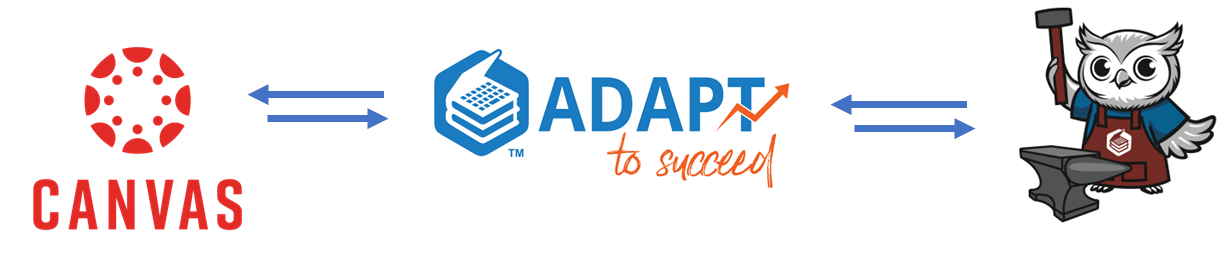 CANVAS
ADAPT
TM
to succeed